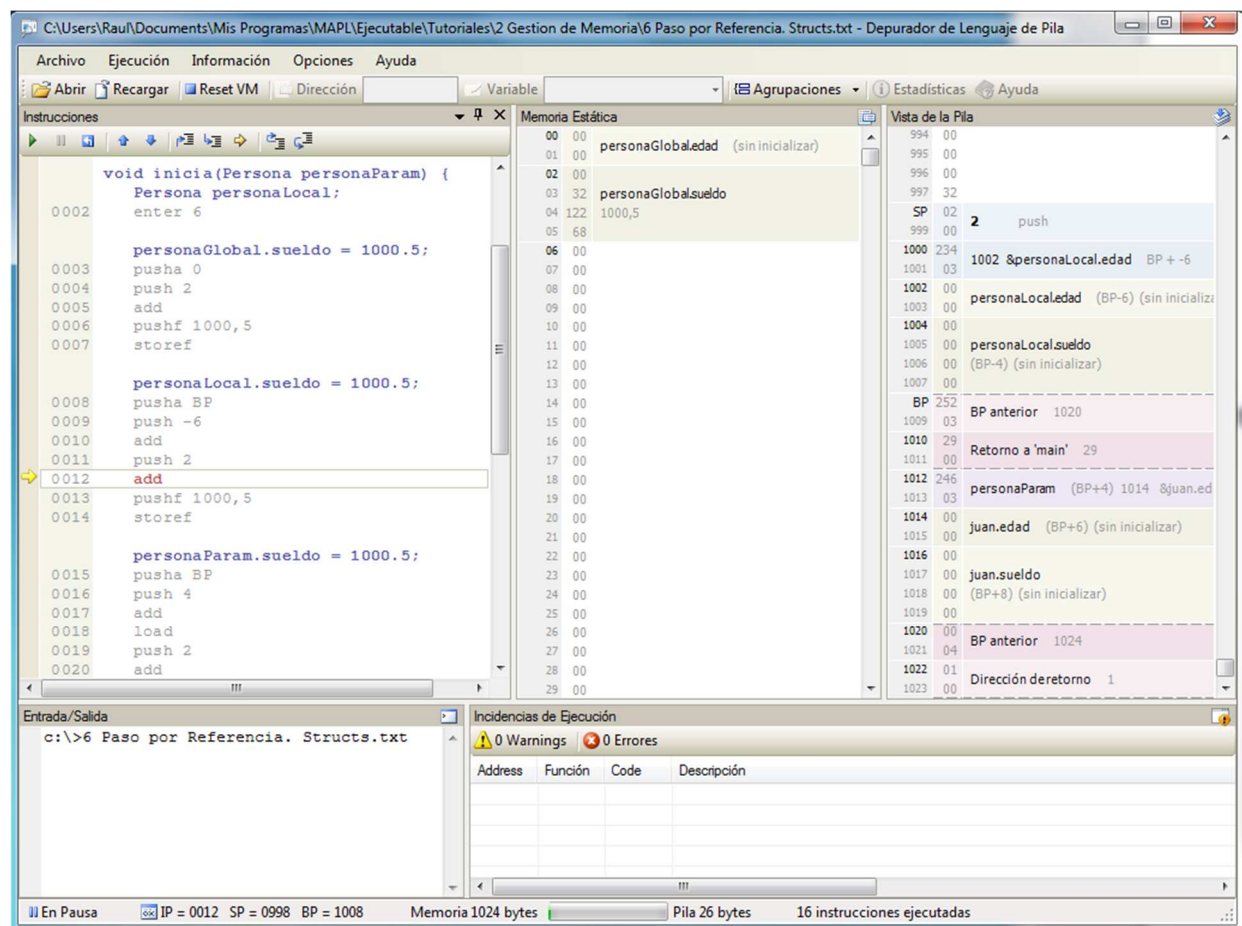 C:\Users\Raul\Documents\Mis Programas\MAPL\Ejecutable\Tutoriales\2 Gestion de Memoria\6 Paso por Referencia. Structs.txt - Depurador de Lenguaje de Pila
Archivo Ejecución Información Opciones Ayuda
Abrir Recargar Reset VM Dirección Variable Agrupaciones Estadísticas Ayuda
Instrucciones
void inicia(Persona personaParam) {
Persona personaLocal;
0002 enter 6
personaGlobal.sueldo = 1000.5;
0003 pusha 0
0004 push 2
0005 add
0006 pushf 1000,5
0007 storef
personaLocal.sueldo = 1000.5;
0008 pusha BP
0009 push -6
0010 add
0011 push 2
0012 add
0013 pushf 1000,5
0014 storef
personaParam.sueldo = 1000.5;
0015 pusha BP
0016 push 4
0017 add
0018 load
0019 push 2
0020 add
Memoria Estática
00 00 personaGlobal.edad (sin inicializar)
01 00
02 00
03 32 personaGlobal.sueldo
04 122 1000,5
05 68
06 00
07 00
08 00
09 00
10 00
11 00
12 00
13 00
14 00
15 00
16 00
17 00
18 00
19 00
20 00
21 00
22 00
23 00
24 00
25 00
26 00
27 00
28 00
29 00
Vista de la Pila
994 00
995 00
996 00
997 32
SP 02 2 push
999 00
1000 234 1002 &personaLocal.edad BP + -6
1001 03
1002 00 personaLocal.edad (BP-6) (sin inicializa
1003 00
1004 00
1005 00 personaLocal.sueldo
1006 00 (BP-4) (sin inicializar)
1007 00
BP 252 BP anterior 1020
1009 03
1010 29 Retorno a 'main' 29
1011 00
1012 246 personaParam (BP+4) 1014 &juan.ed
1013 03
1014 00 juan.edad (BP+6) (sin inicializar)
1015 00
1016 00
1017 00 juan.sueldo
1018 00 (BP+8) (sin inicializar)
1019 00
1020 00 BP anterior 1024
1021 04
1022 01 Dirección de retorno 1
1023 00
Entrada/Salida
c:\>6 Paso por Referencia. Structs.txt
Incidencias de Ejecución
0 Warnings 0 Errores
Address Función Code Descripción
En Pausa IP = 0012 SP = 0998 BP = 1008 Memoria 1024 bytes Pila 26 bytes 16 instrucciones ejecutadas